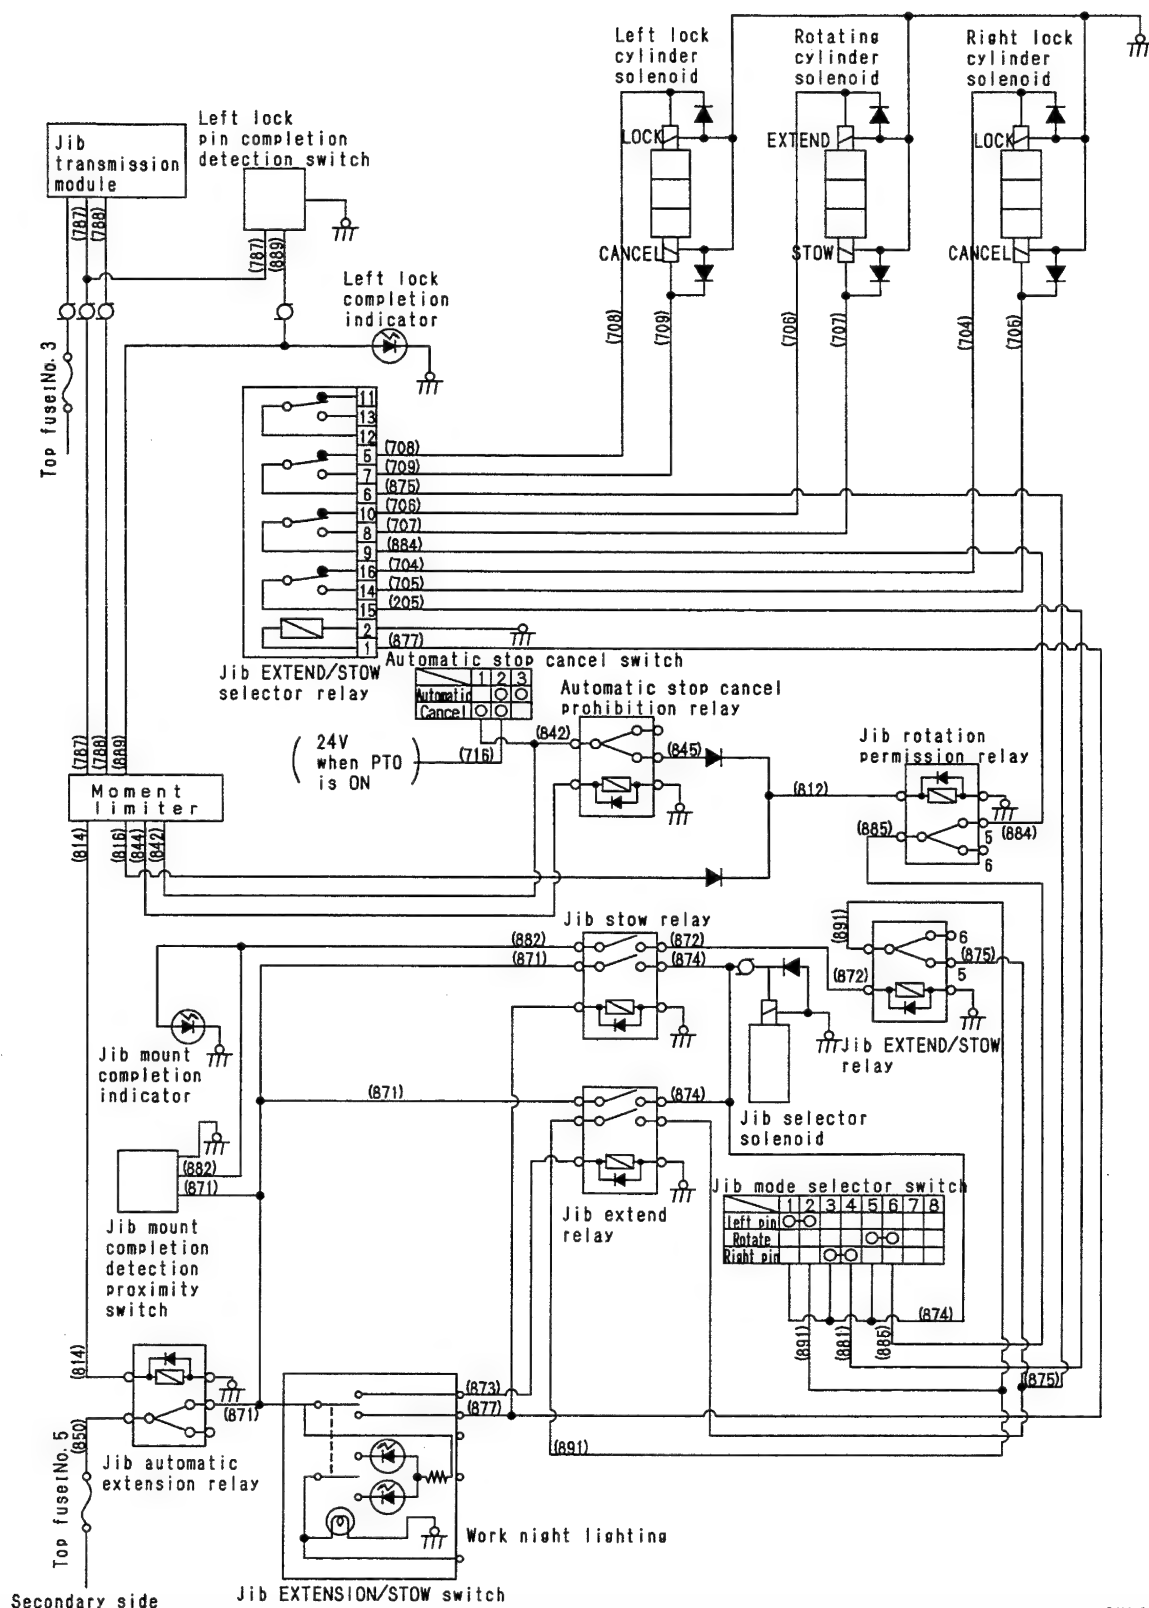 Left lock
cylinder
solenoid
Rotating
cylinder
solenoid
Right lock
cylinder
solenoid
Left lock
pin completion
detection switch
Jib
transmission
module
LOCK
EXTEND
LOCK
CANCEL
STOW
CANCEL
(787)
(788)
(787)
(889)
Left lock
completion
indicator
(708)
(709)
(706)
(707)
(704)
(706)
Top fuse:No. 3
11
13
12
5 (708)
7 (709)
6 (875)
10 (706)
8 (707)
9 (884)
16 (704)
14 (705)
15 (205)
2
1 (877)
Jib EXTEND/STOW
selector relay
Automatic stop cancel switch
1 2 3
Automatic
Cancel
Automatic stop cancel
prohibition relay
(842)
(845)
(716)
( 24V
when PTO
is ON )
Jib rotation
permission relay
(812)
(885)
5 (884)
6
(787)
(788)
(889)
Moment
limiter
(814)
(816)
(844)
(842)
Jib stow relay
(882)
(872)
(871)
(874)
(891)
6
(875)
5
(872)
Jib EXTEND/STOW
relay
Jib mount
completion
indicator
(871)
(874)
Jib selector
solenoid
(882)
(871)
Jib mount
completion
detection
proximity
switch
Jib extend
relay
Jib mode selector switch
1 2 3 4 5 6 7 8
Left pin
Rotate
Right pin
(874)
(891)
(881)
(885)
(875)
(814)
(871)
(850)
Jib automatic
extension relay
Top fuse:No. 5
Secondary side
(873)
(877)
(891)
Work night lighting
Jib EXTENSION/STOW switch